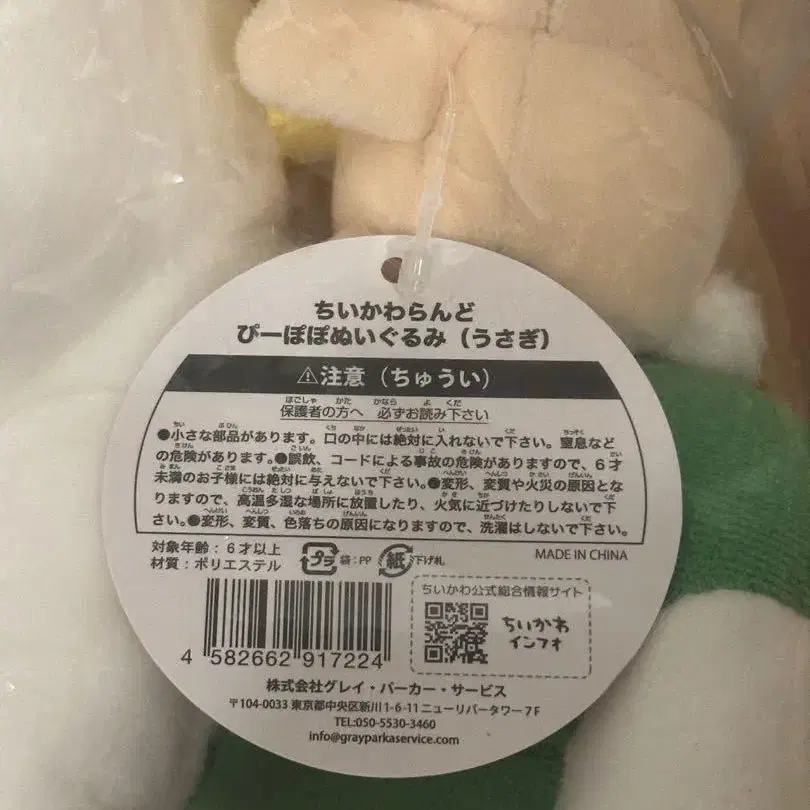 ちいかわらんど
ぴーぽぽぬいぐるみ(うさぎ)
⚠注意(ちゅうい)
保護者の方へ 必ずお読み下さい
●小さな部品があります。口の中には絶対に入れないで下さい。窒息など
の危険があります。●誤飲、コードによる事故の危険がありますので、6才
未満のお子様には絶対に与えないで下さい。●変形、変質や火災の原因とな
りますので、高温多湿な場所に放置したり、火気に近づけたりしないで下
さい。●変形、変質、色落ちの原因になりますので、洗濯はしないで下さい。
対象年齢:6才以上
材質:ポリエステル
プラ 袋:PP 紙 下げ札
MADE IN CHINA
ちいかわ公式総合情報サイト
ちいかわ
インフォ
4 582662 917224
株式会社グレイ・パーカー・サービス
〒104-0033 東京都中央区新川1-6-11 ニューリバータワー7F
TEL:050-5530-3460
info@grayparkaservice.com